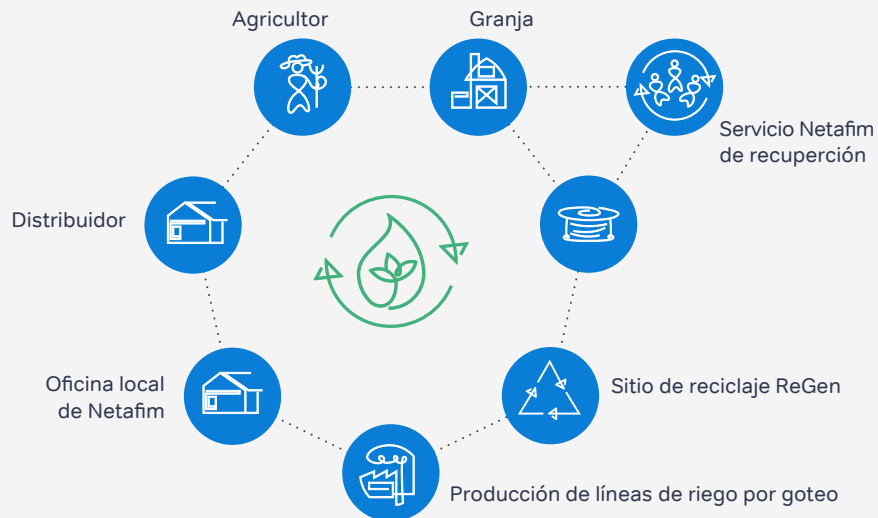 Agricultor
Granja
Servicio Netafim
de recuperción
Distribuidor
Oficina local
de Netafim
Sitio de reciclaje ReGen
Producción de líneas de riego por goteo